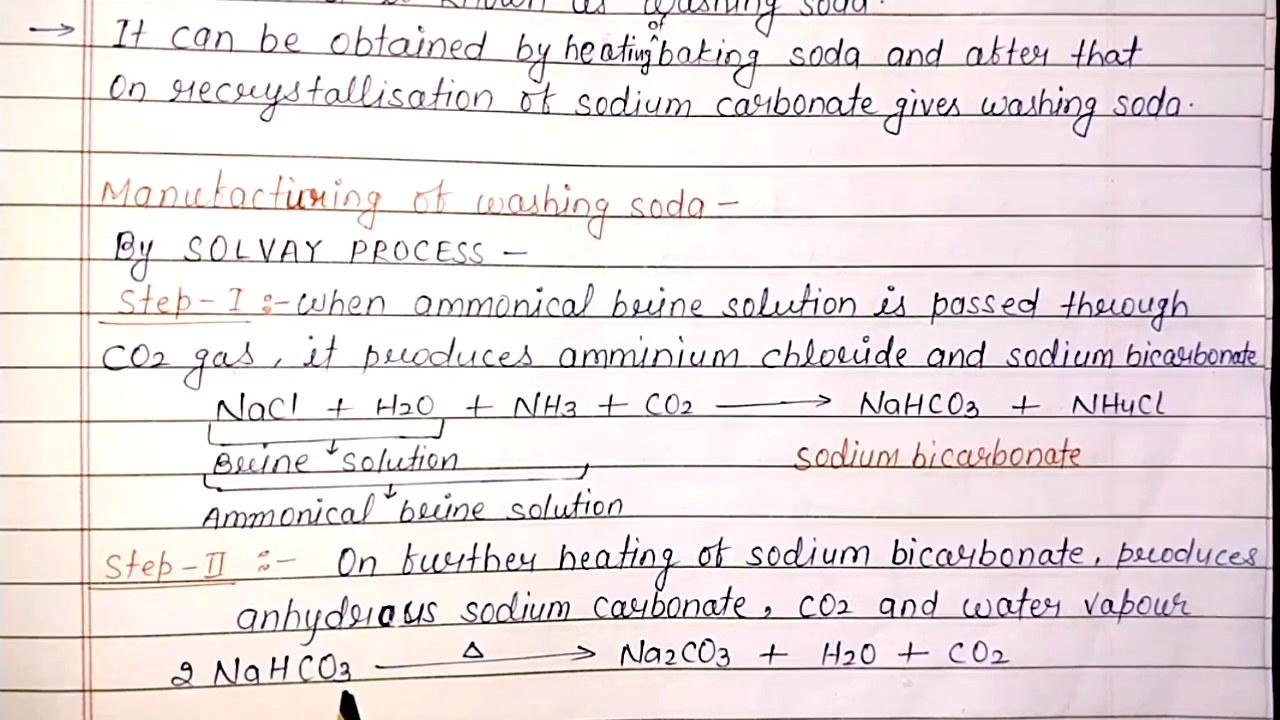 known as washing soda.
→ It can be obtained by heating of baking soda and after that
on recrystallisation of sodium carbonate gives washing soda.
Manufacturing of washing soda -
By SOLVAY PROCESS -
Step-I :- when ammonical brine solution is passed through
CO2 gas, it produces amminium chloride and sodium bicarbonate
NaCl + H2O + NH3 + CO2 ⟶ NaHCO3 + NH4Cl
Brine solution sodium bicarbonate
Ammonical brine solution
Step-II :- On further heating of sodium bicarbonate, produces
anhydrous sodium carbonate, CO2 and water vapour
2 NaHCO3 —Δ→ Na2CO3 + H2O + CO2